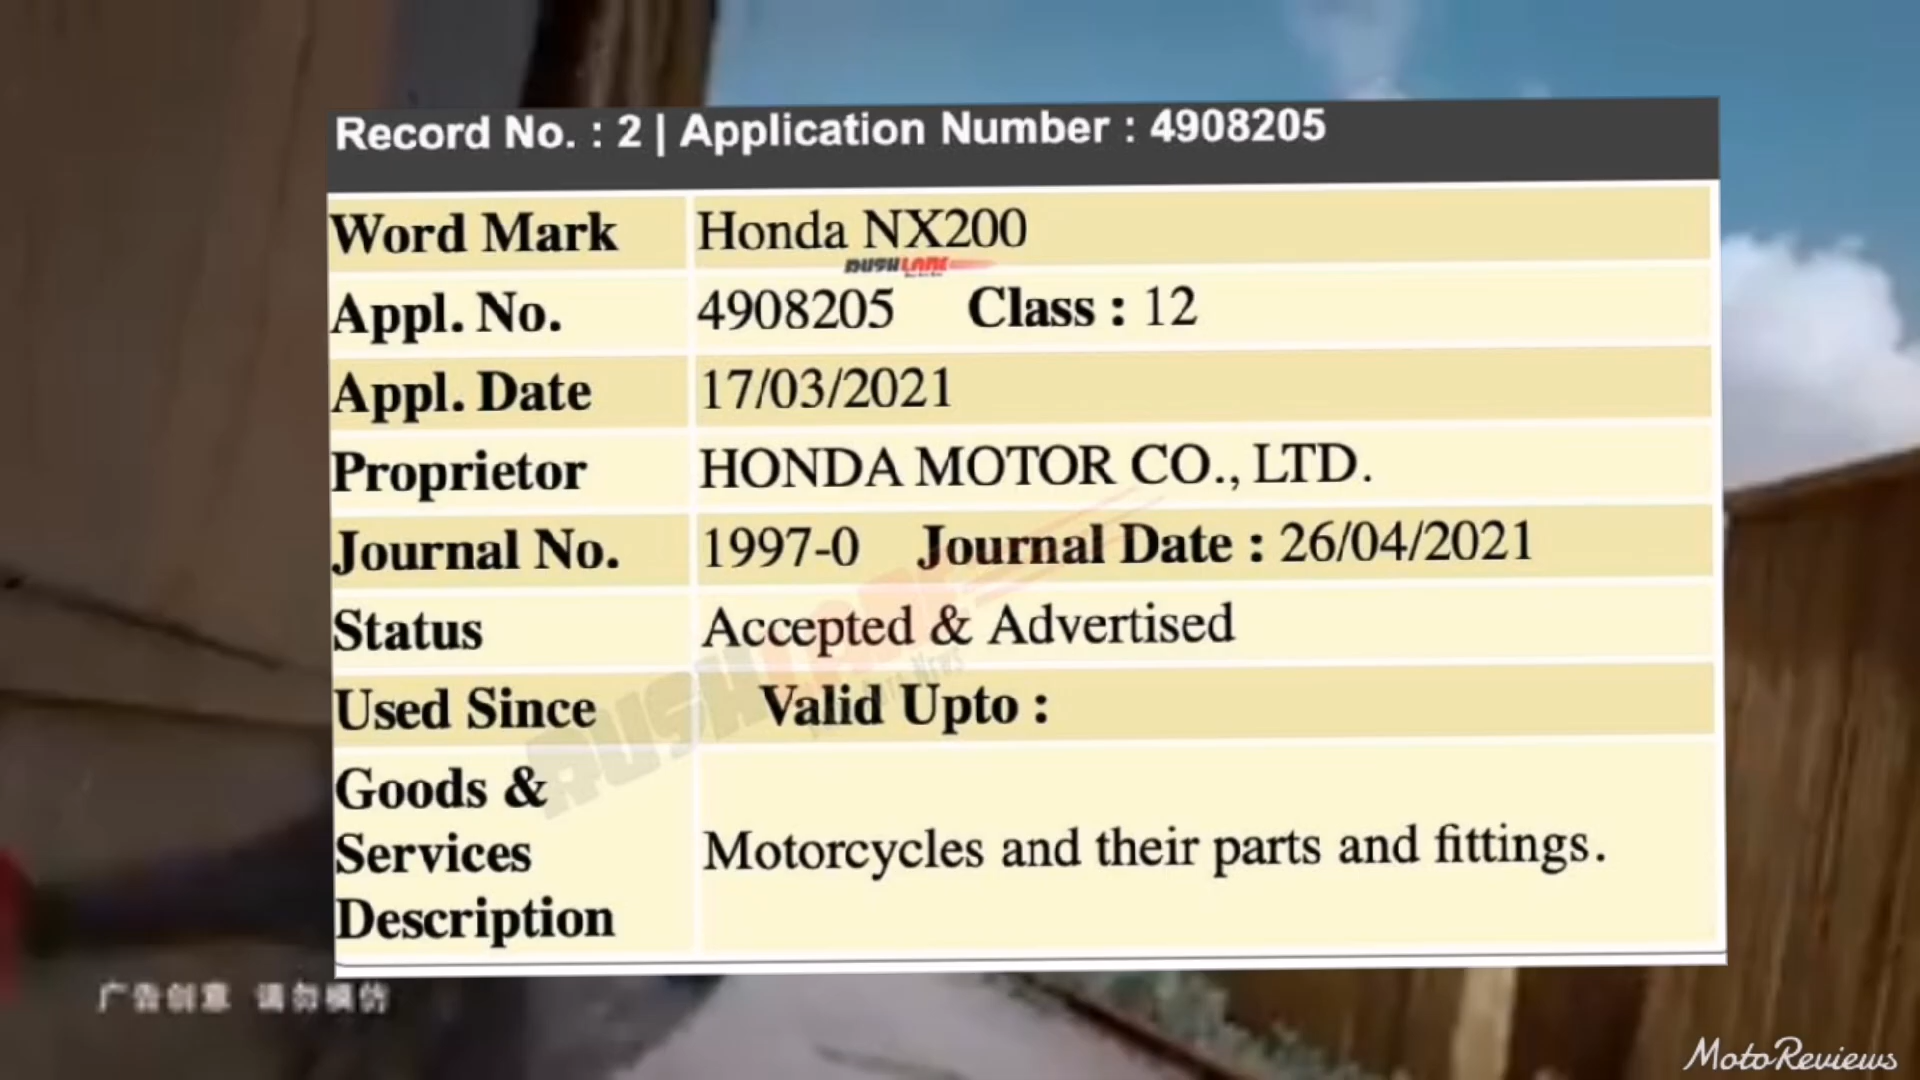 Record No. : 2 | Application Number : 4908205
Word Mark Honda NX200
RUSHLANE
Appl. No. 4908205 Class : 12
Appl. Date 17/03/2021
Proprietor HONDA MOTOR CO., LTD.
Journal No. 1997-0 Journal Date : 26/04/2021
Status Accepted & Advertised
RUSHLANE
Used Since Valid Upto :
Goods &
Services
Description
Motorcycles and their parts and fittings.
广告创意 请勿模仿
MotoReviews